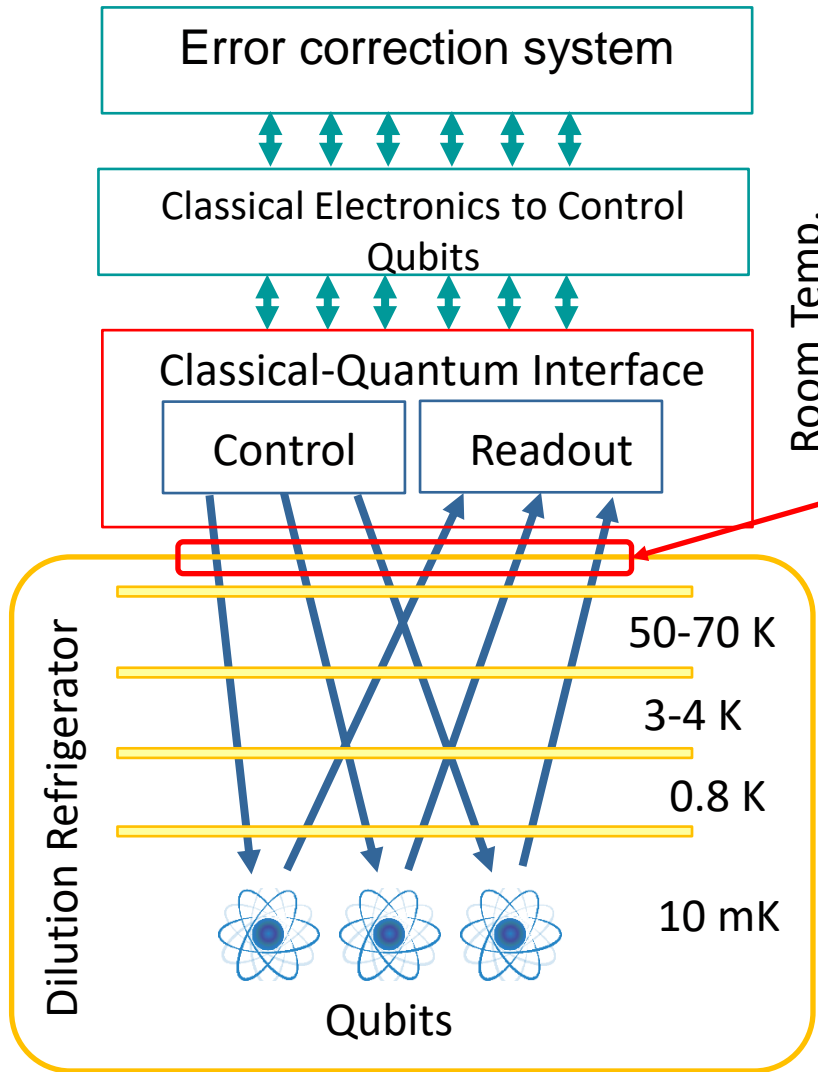 Error correction system
Classical Electronics to Control
Qubits
Room Temp.
Classical-Quantum Interface
Control
Readout
Dilution Refrigerator
50-70 K
3-4 K
0.8 K
10 mK
Qubits